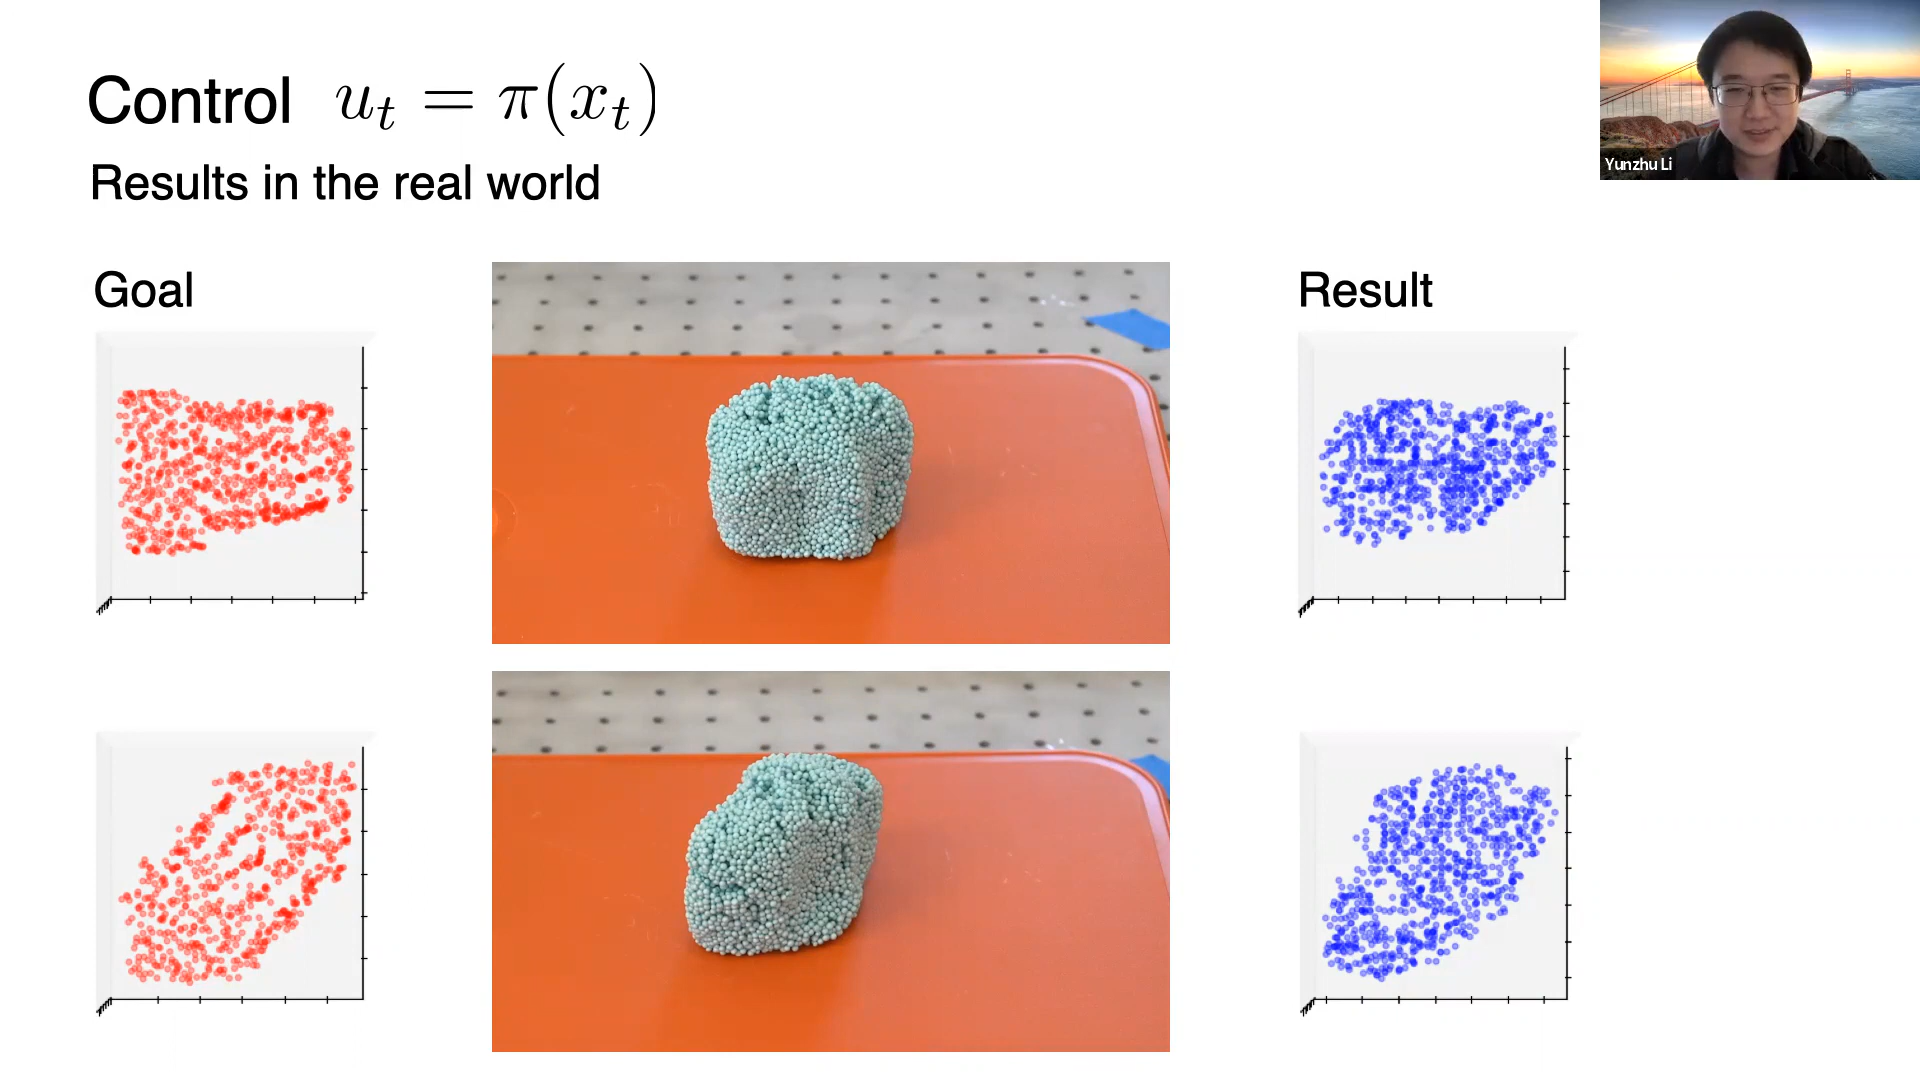 Control $u_t = \pi(x_t)$
Results in the real world
Yunzhu Li
Goal
Result